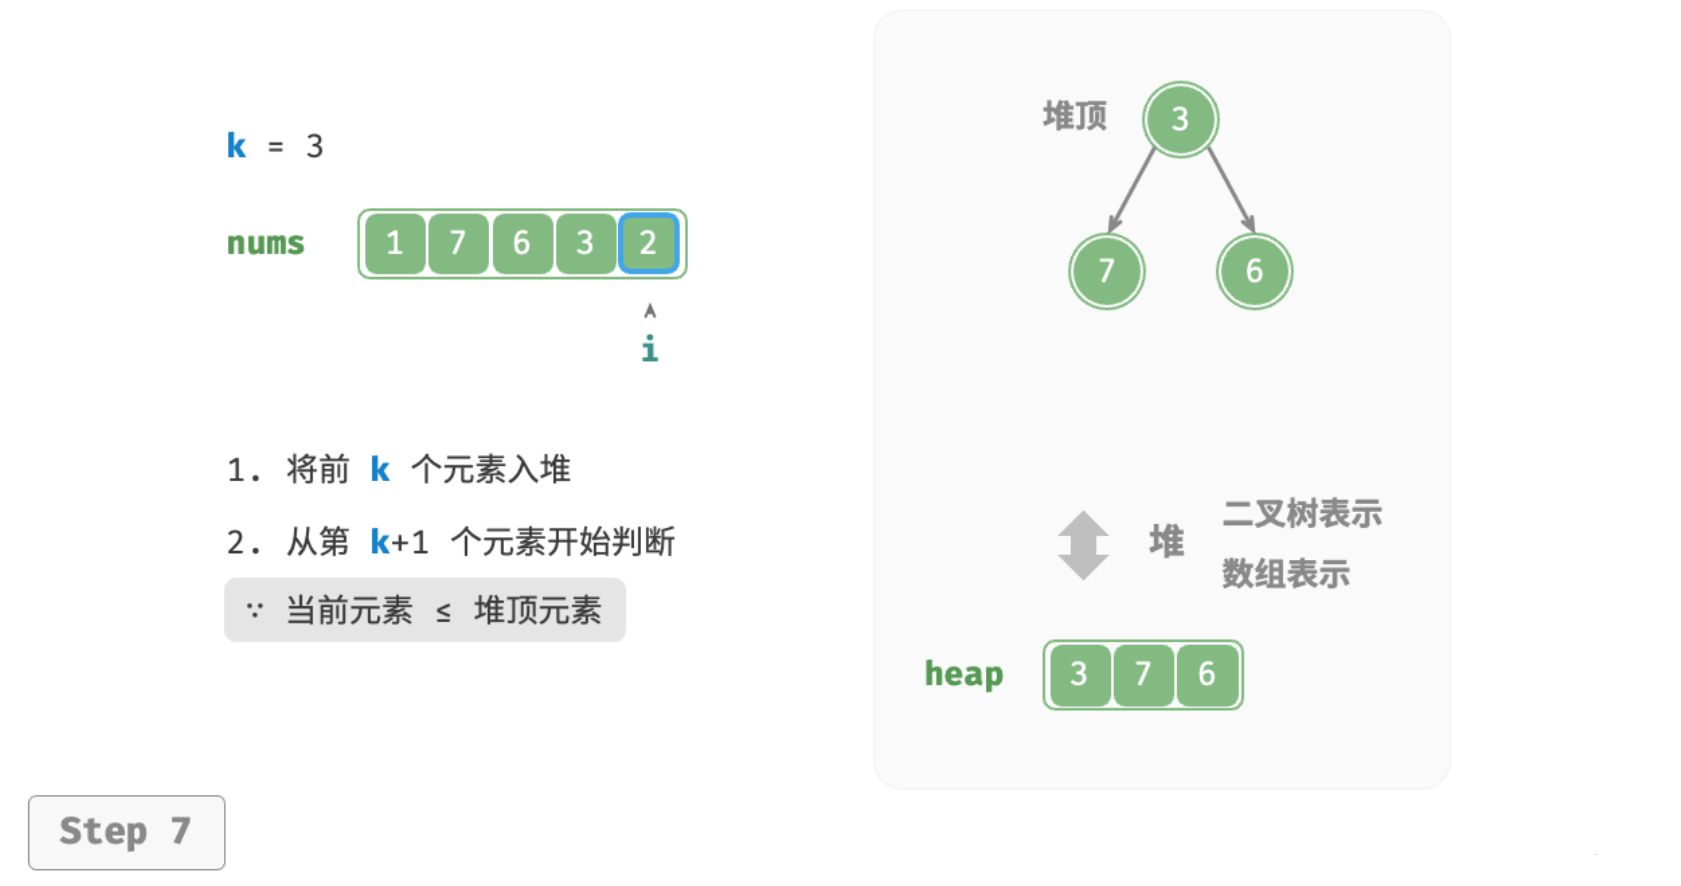 k = 3
nums 1 7 6 3 2
i
1. 将前 k 个元素入堆
2. 从第 k+1 个元素开始判断
∵ 当前元素 ≤ 堆顶元素
Step 7
堆顶 3
7 6
堆 二叉树表示
数组表示
heap 3 7 6